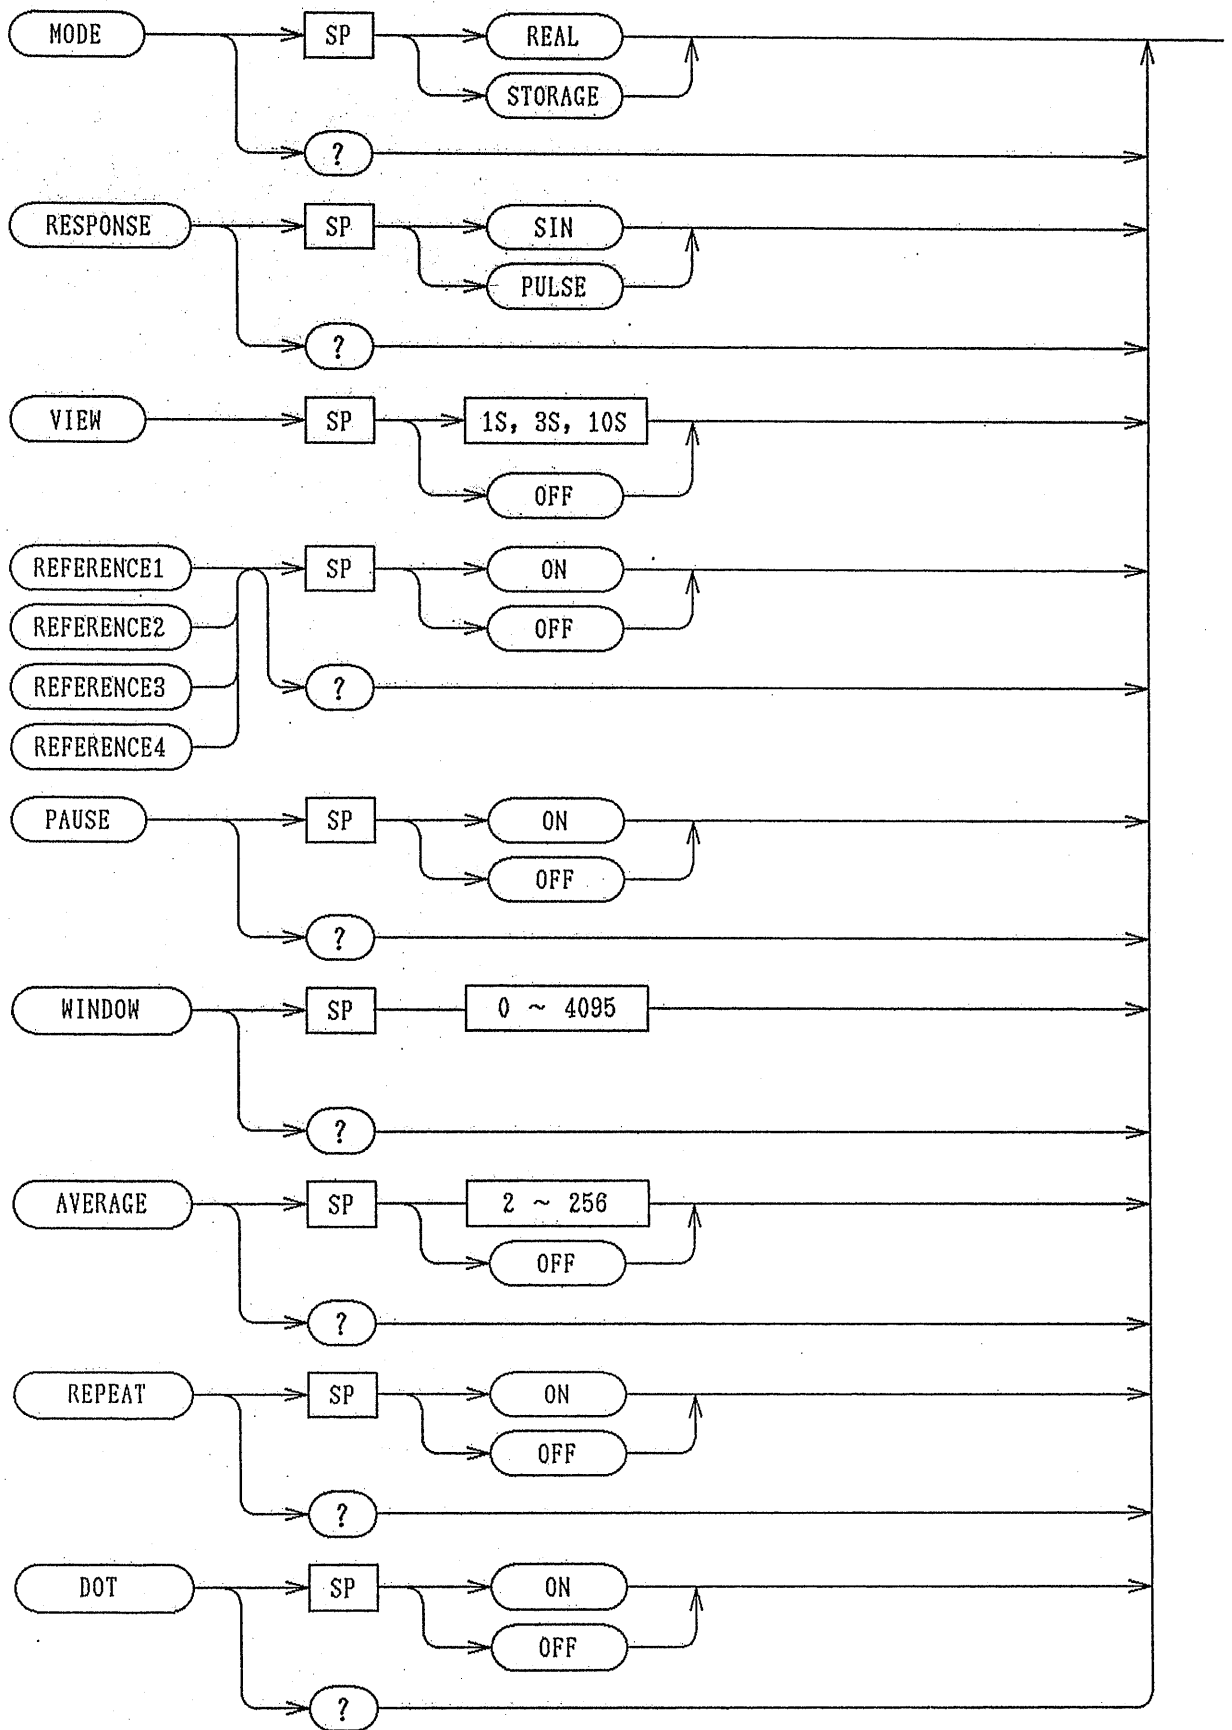 MODE SP REAL
STORAGE
?
RESPONSE SP SIN
PULSE
?
VIEW SP 1S, 3S, 10S
OFF
REFERENCE1 SP ON
REFERENCE2 OFF
REFERENCE3 ?
REFERENCE4
PAUSE SP ON
OFF
?
WINDOW SP 0 ~ 4095
?
AVERAGE SP 2 ~ 256
OFF
?
REPEAT SP ON
OFF
?
DOT SP ON
OFF
?